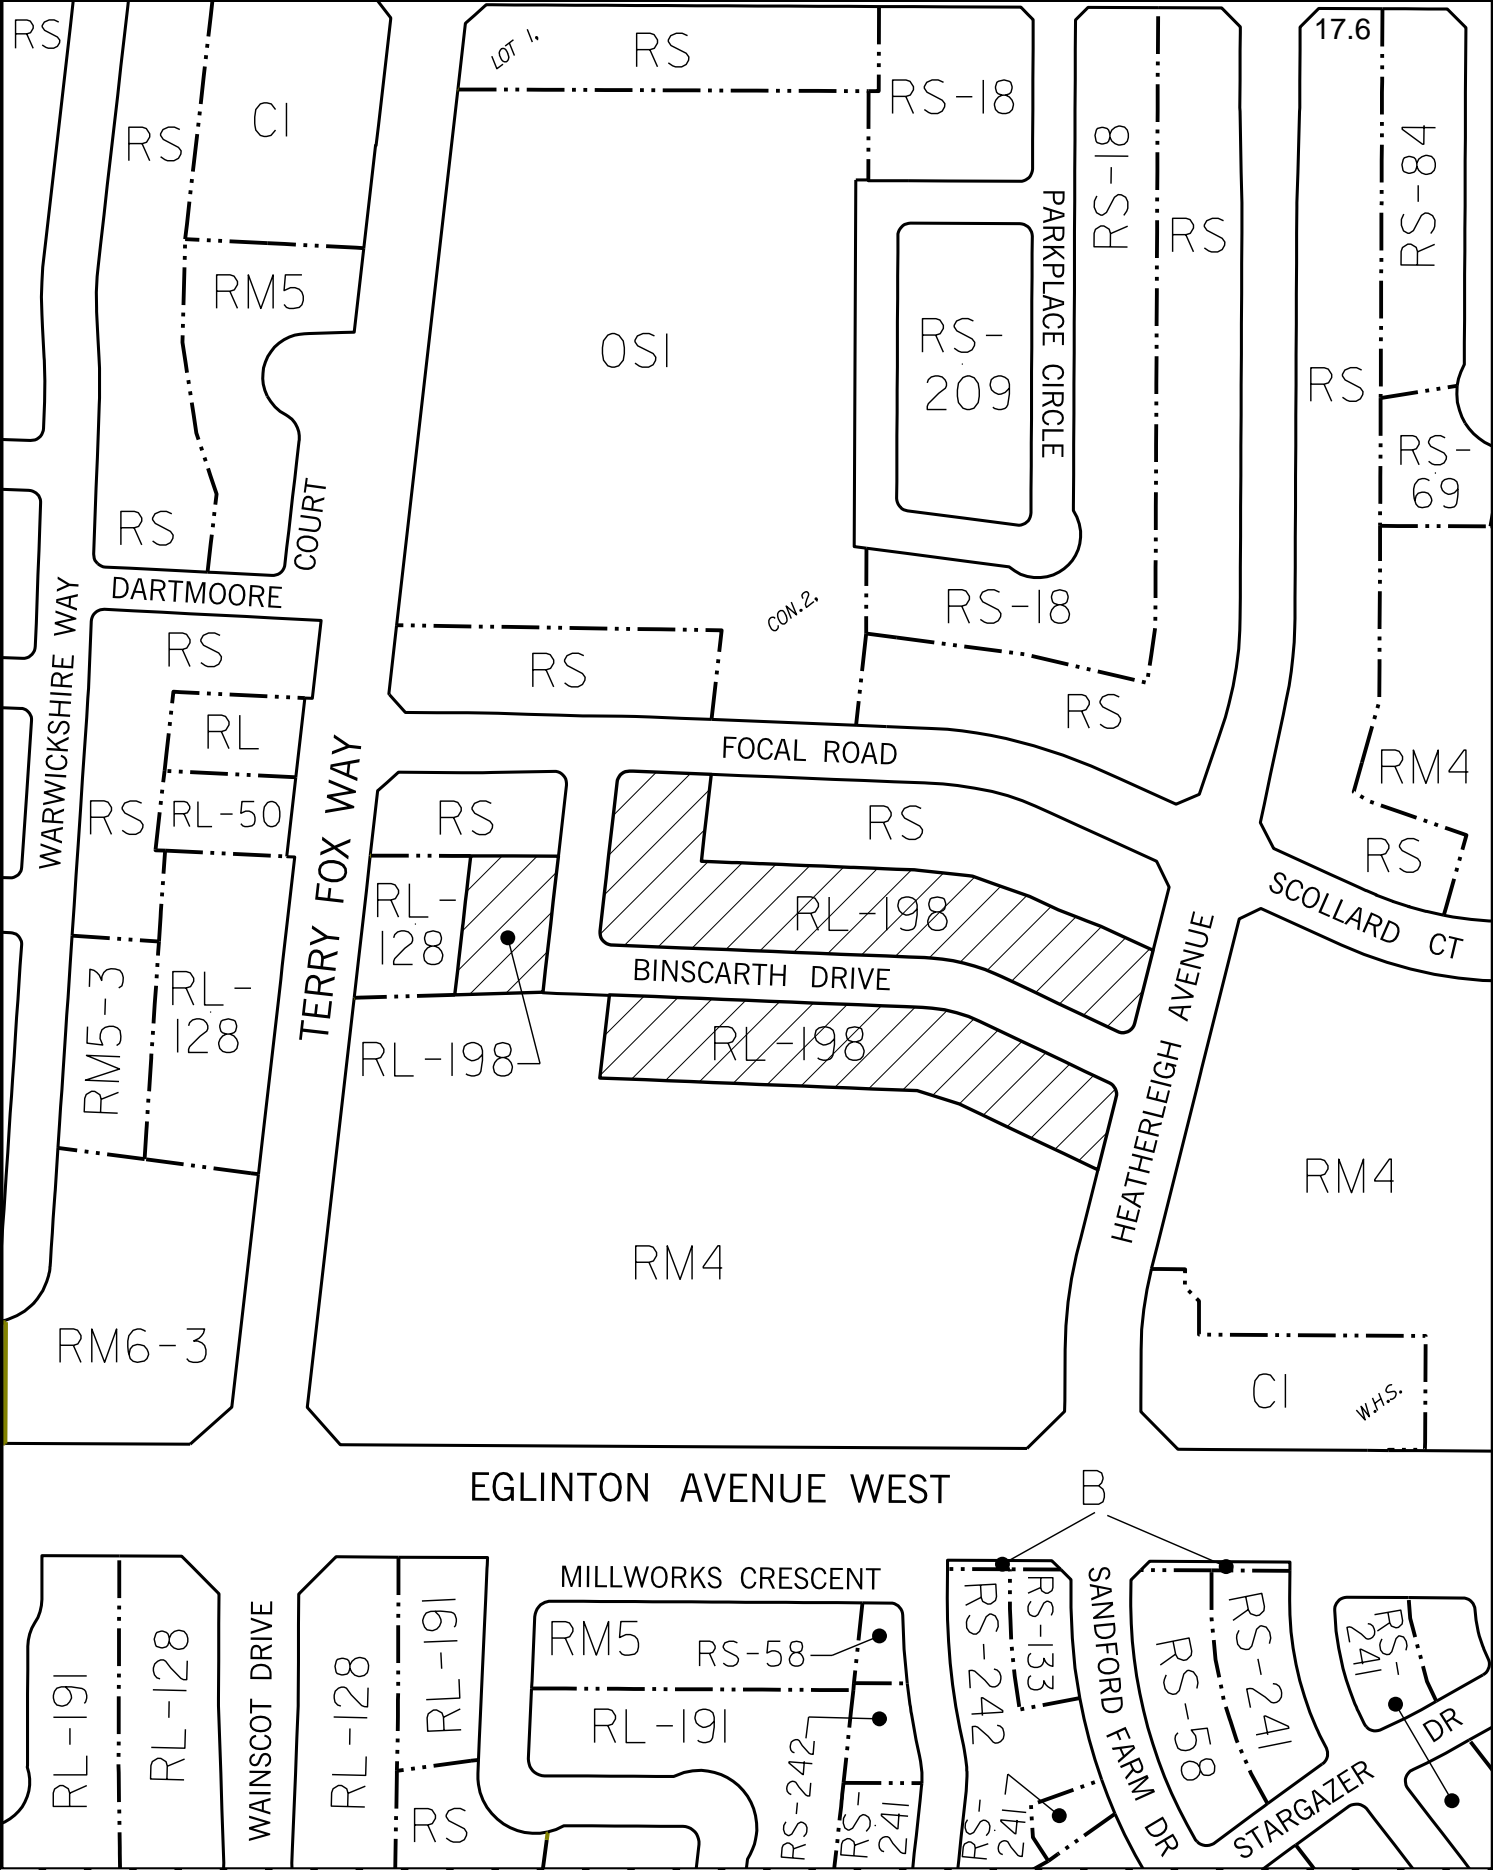 RS
LOT 1,
RS
17.6
RS-18
C1
RS
RS-18
RS-84
RS
PARKPLACE CIRCLE
RM5
OS1
RS-
209
RS
RS-
69
RS
COURT
DARTMOORE
WARWICKSHIRE WAY
CON.2,
RS-18
RS
RS
RS
RL
FOCAL ROAD
RM4
TERRY FOX WAY
RS
RL-50
RS
RS
RS
SCOLLARD CT
RL-
128
RL-198
HEATHERLEIGH AVENUE
BINSCARTH DRIVE
RM5-3
RL-
128
RL-198
RL-198
RM4
RM4
RM6-3
C1
W.H.S.
EGLINTON AVENUE WEST
B
MILLWORKS CRESCENT
RL-191
RL-128
WAINSCOT DRIVE
RL-128
RL-191
RS
RM5
RS-58
RL-191
RS-242
RS-
241
RS-242
RS-133
RS-
241
SANDFORD FARM DR
RS-58
RS-241
RS-
241
STARGAZER DR